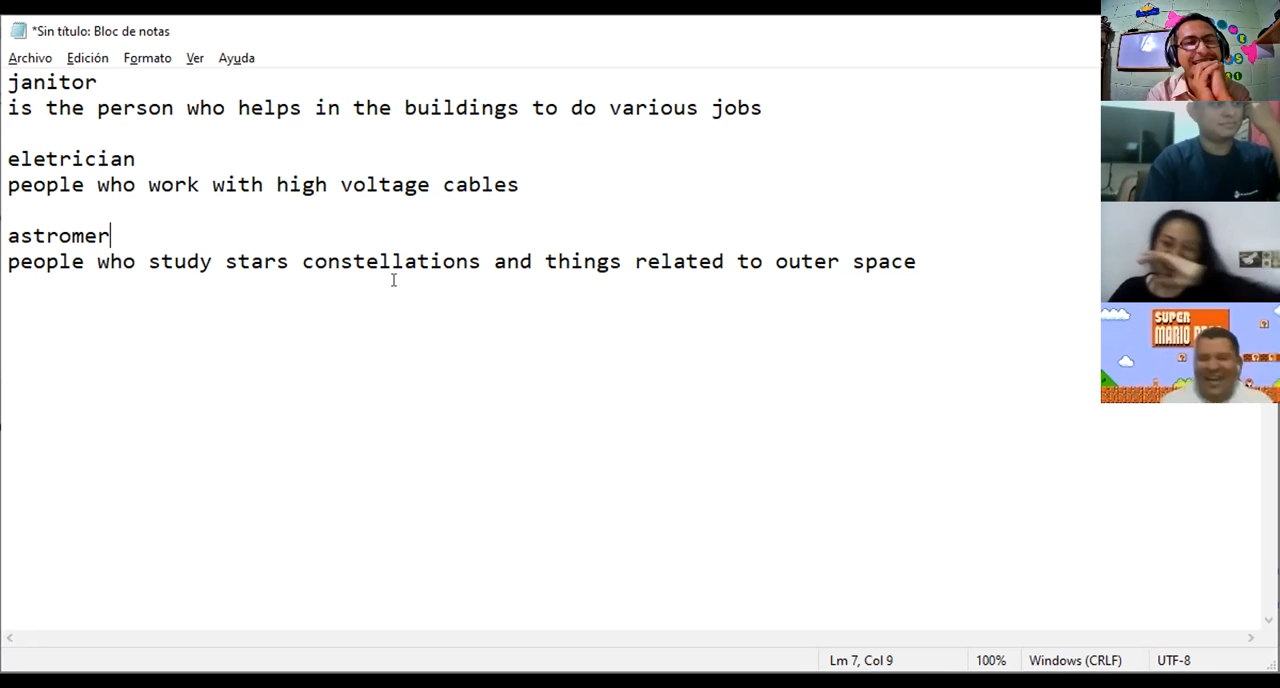 *Sin título: Bloc de notas
Archivo Edición Formato Ver Ayuda
janitor
is the person who helps in the buildings to do various jobs
eletrician
people who work with high voltage cables
astromer
people who study stars constellations and things related to outer space
SUPER
MARIO
Lm 7, Col 9 100% Windows (CRLF) UTF-8